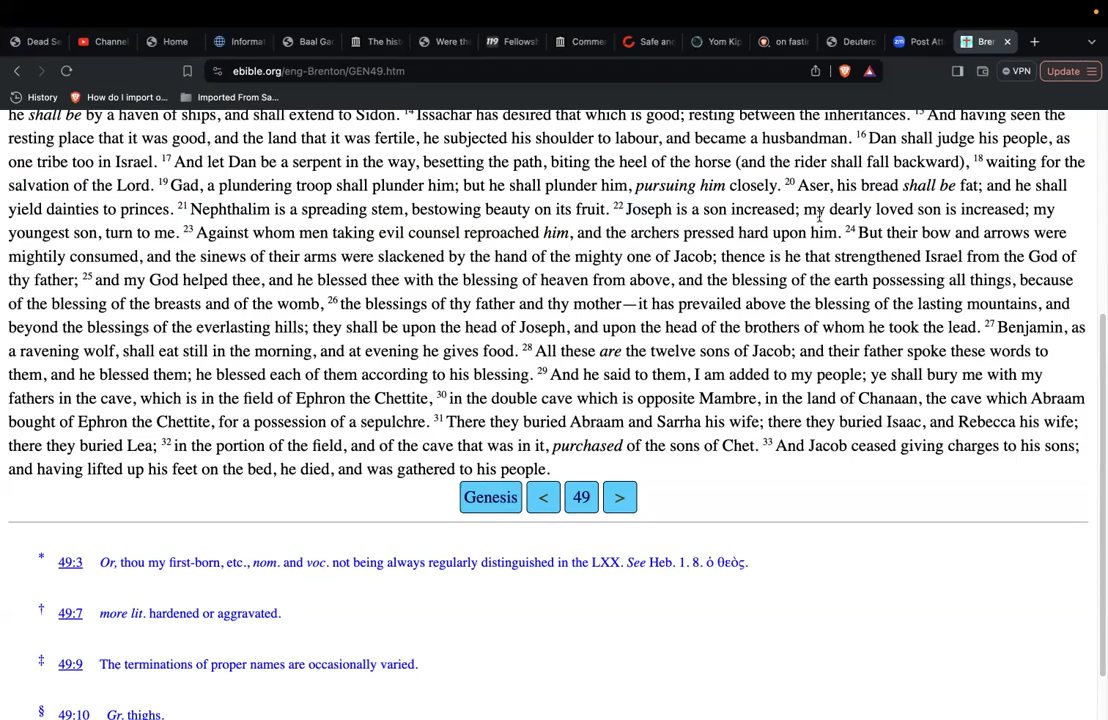 Dead Se
Channel
Home
Informat
Baal Gac
The hist
Were the
119 Fellowsh
Comme
Safe anc
Yom Kip
on fastin
Deutero
zm Post Att
Bren
ebible.org/eng-Brenton/GEN49.htm
VPN
Update
History
How do I import o...
Imported From Sa...
he shall be by a haven of ships, and shall extend to Sidon. 14 Issachar has desired that which is good; resting between the inheritances. 15 And having seen the
resting place that it was good, and the land that it was fertile, he subjected his shoulder to labour, and became a husbandman. 16 Dan shall judge his people, as
one tribe too in Israel. 17 And let Dan be a serpent in the way, besetting the path, biting the heel of the horse (and the rider shall fall backward), 18 waiting for the
salvation of the Lord. 19 Gad, a plundering troop shall plunder him; but he shall plunder him, pursuing him closely. 20 Aser, his bread shall be fat; and he shall
yield dainties to princes. 21 Nephthalim is a spreading stem, bestowing beauty on its fruit. 22 Joseph is a son increased; my dearly loved son is increased; my
youngest son, turn to me. 23 Against whom men taking evil counsel reproached him, and the archers pressed hard upon him. 24 But their bow and arrows were
mightily consumed, and the sinews of their arms were slackened by the hand of the mighty one of Jacob; thence is he that strengthened Israel from the God of
thy father; 25 and my God helped thee, and he blessed thee with the blessing of heaven from above, and the blessing of the earth possessing all things, because
of the blessing of the breasts and of the womb, 26 the blessings of thy father and thy mother—it has prevailed above the blessing of the lasting mountains, and
beyond the blessings of the everlasting hills; they shall be upon the head of Joseph, and upon the head of the brothers of whom he took the lead. 27 Benjamin, as
a ravening wolf, shall eat still in the morning, and at evening he gives food. 28 All these are the twelve sons of Jacob; and their father spoke these words to
them, and he blessed them; he blessed each of them according to his blessing. 29 And he said to them, I am added to my people; ye shall bury me with my
fathers in the cave, which is in the field of Ephron the Chettite, 30 in the double cave which is opposite Mambre, in the land of Chanaan, the cave which Abraam
bought of Ephron the Chettite, for a possession of a sepulchre. 31 There they buried Abraam and Sarrha his wife; there they buried Isaac, and Rebecca his wife;
there they buried Lea; 32 in the portion of the field, and of the cave that was in it, purchased of the sons of Chet. 33 And Jacob ceased giving charges to his sons;
and having lifted up his feet on the bed, he died, and was gathered to his people.
Genesis < 49 >
* 49:3 Or, thou my first-born, etc., nom. and voc. not being always regularly distinguished in the LXX. See Heb. 1. 8. ὁ θεὸς.
† 49:7 more lit. hardened or aggravated.
‡ 49:9 The terminations of proper names are occasionally varied.
§ 49:10 Gr. thighs.